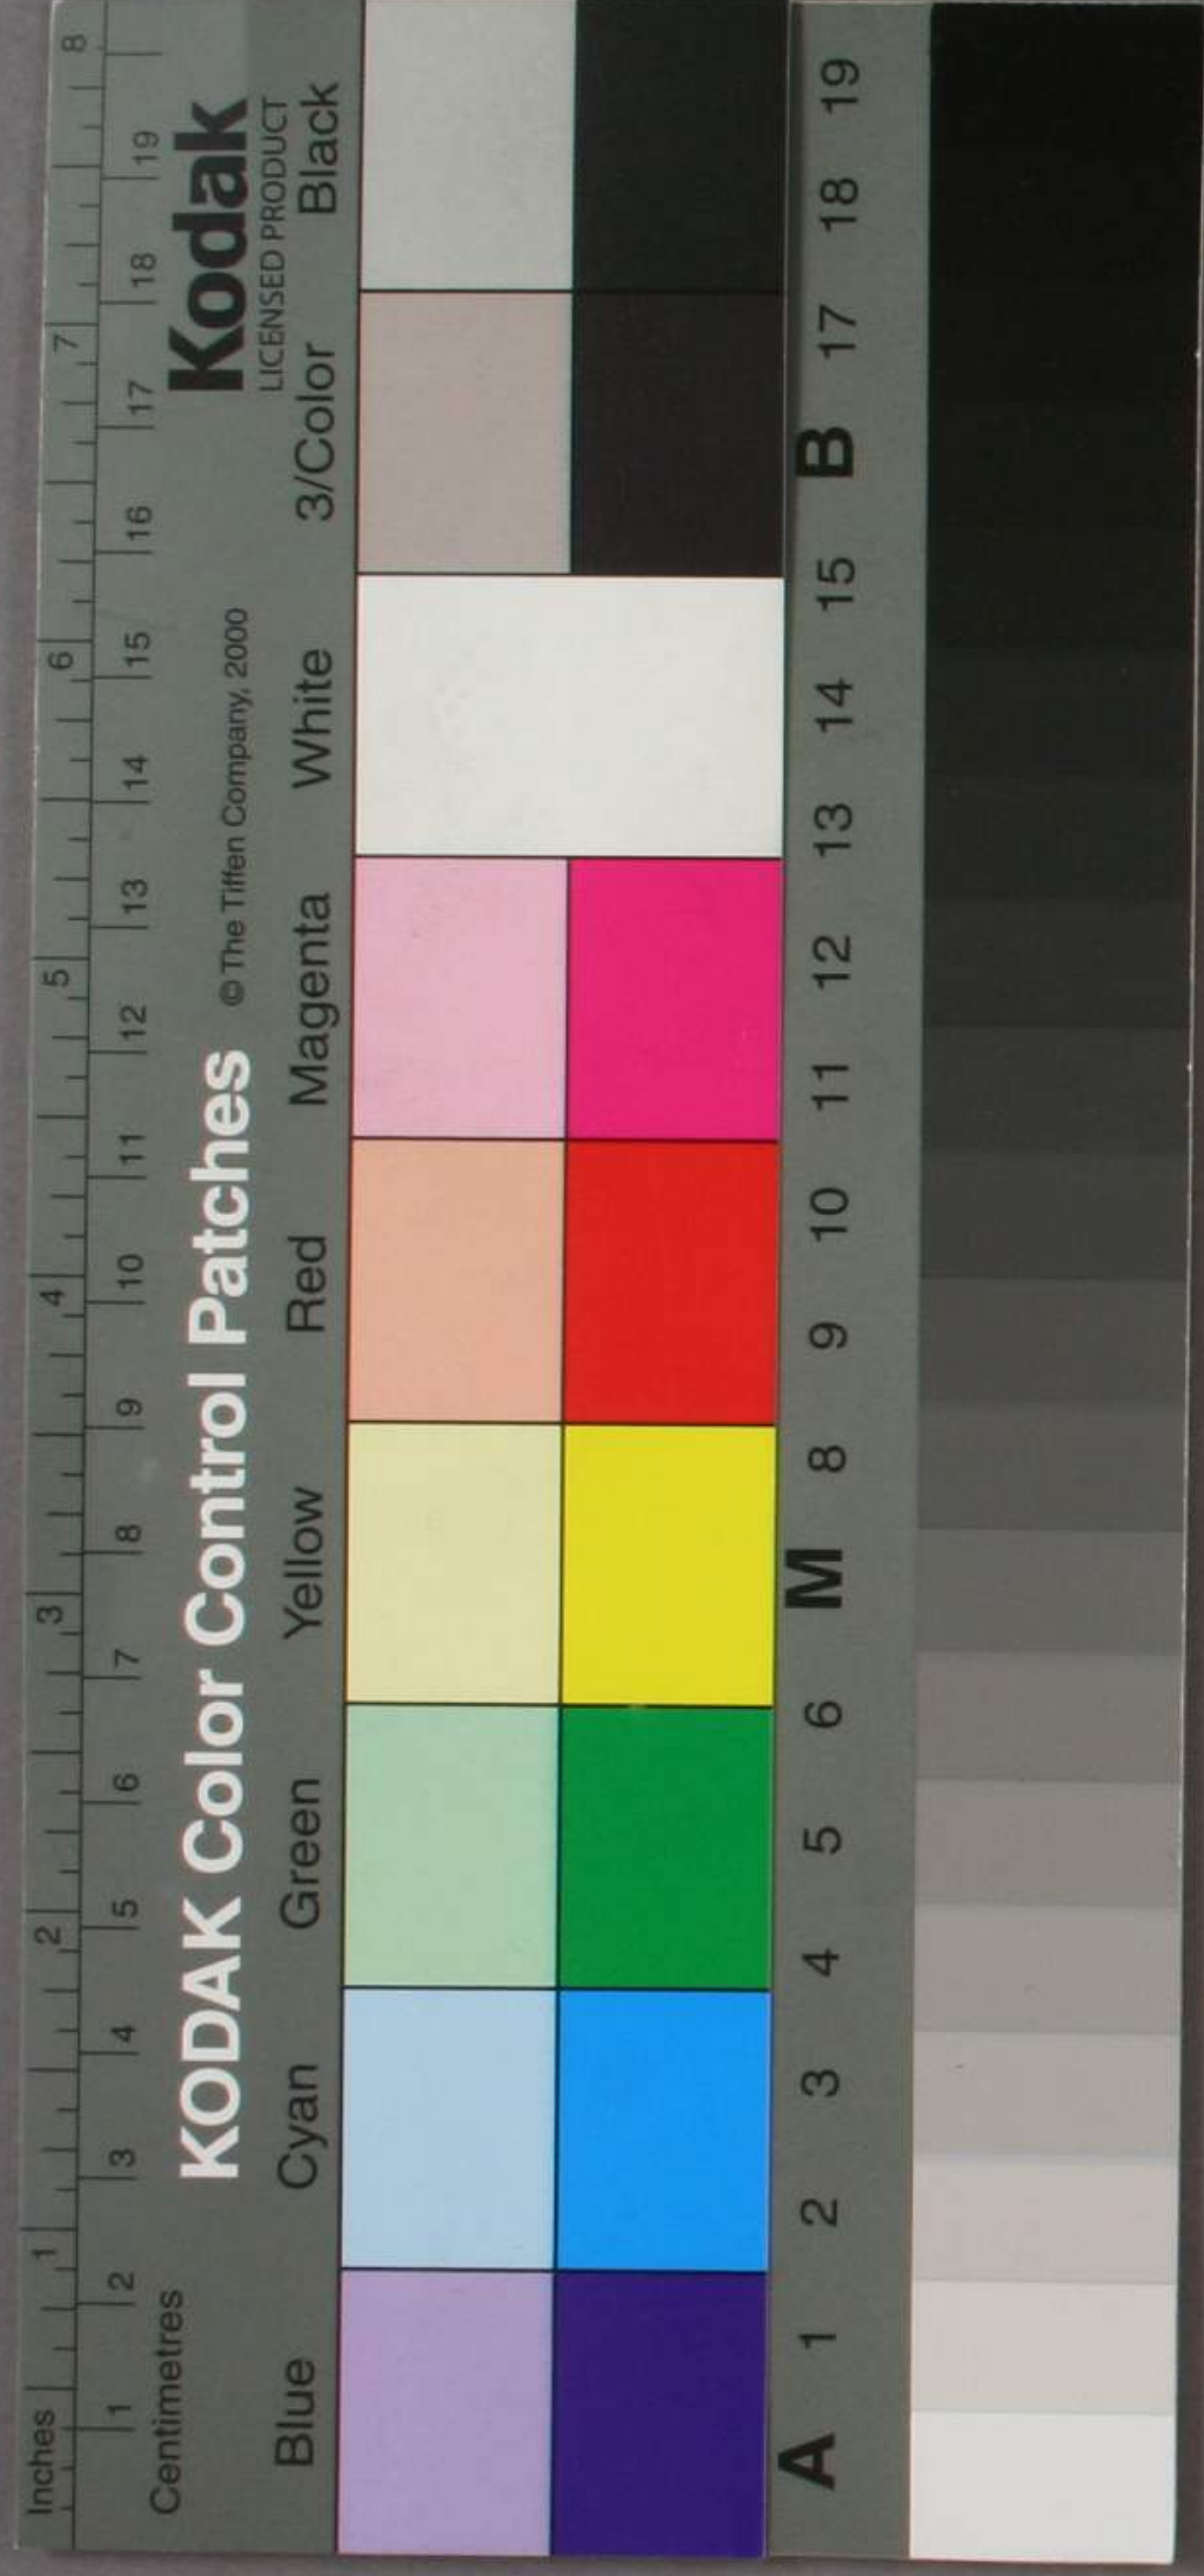 Inches 1 2 3 4 5 6 7 8
Centimetres 1 2 3 4 5 6 7 8 9 10 11 12 13 14 15 16 17 18 19
KODAK Color Control Patches © The Tiffen Company, 2000 Kodak
LICENSED PRODUCT
Blue Cyan Green Yellow Red Magenta White 3/Color Black
A 1 2 3 4 5 6 M 8 9 10 11 12 13 14 15 B 17 18 19